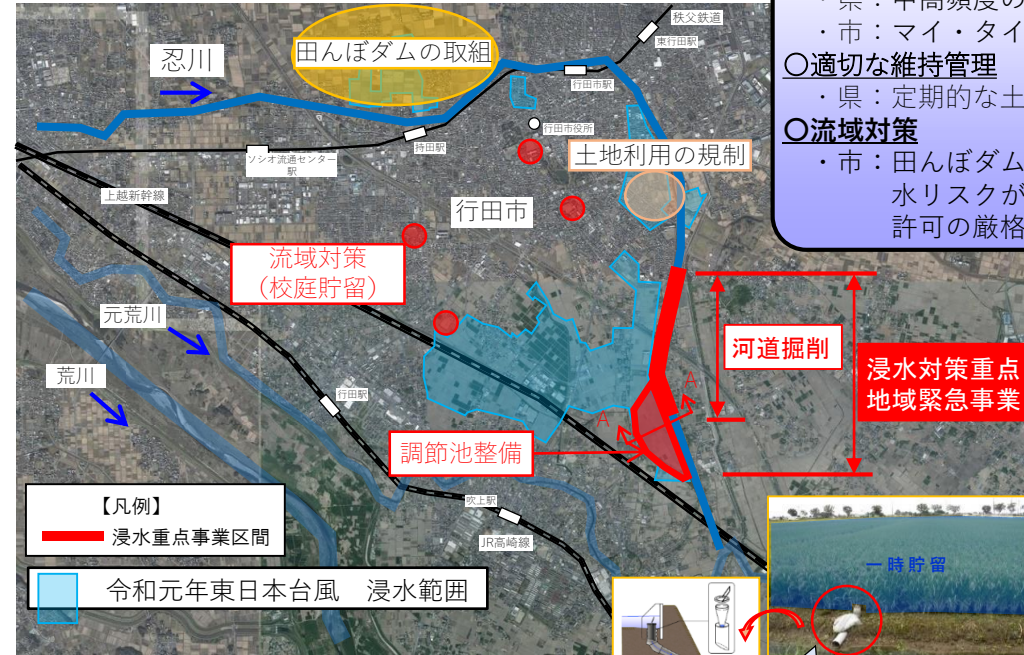 ・県：中高頻度の
・市：マイ・タイ
〇適切な維持管理
・県：定期的な土
〇流域対策
・市：田んぼダム
水リスクが
許可の厳格
秩父鉄道
東行田駅
忍川
田んぼダムの取組
行田市駅
行田市役所
持田駅
ソシオ流通センター
駅
土地利用の規制
上越新幹線
行田市
流域対策
（校庭貯留）
元荒川
河道掘削
荒川
浸水対策重点
地域緊急事業
行田駅
A
A
調節池整備
【凡例】
浸水重点事業区間
吹上駅
JR高崎線
令和元年東日本台風　浸水範囲
一時貯留